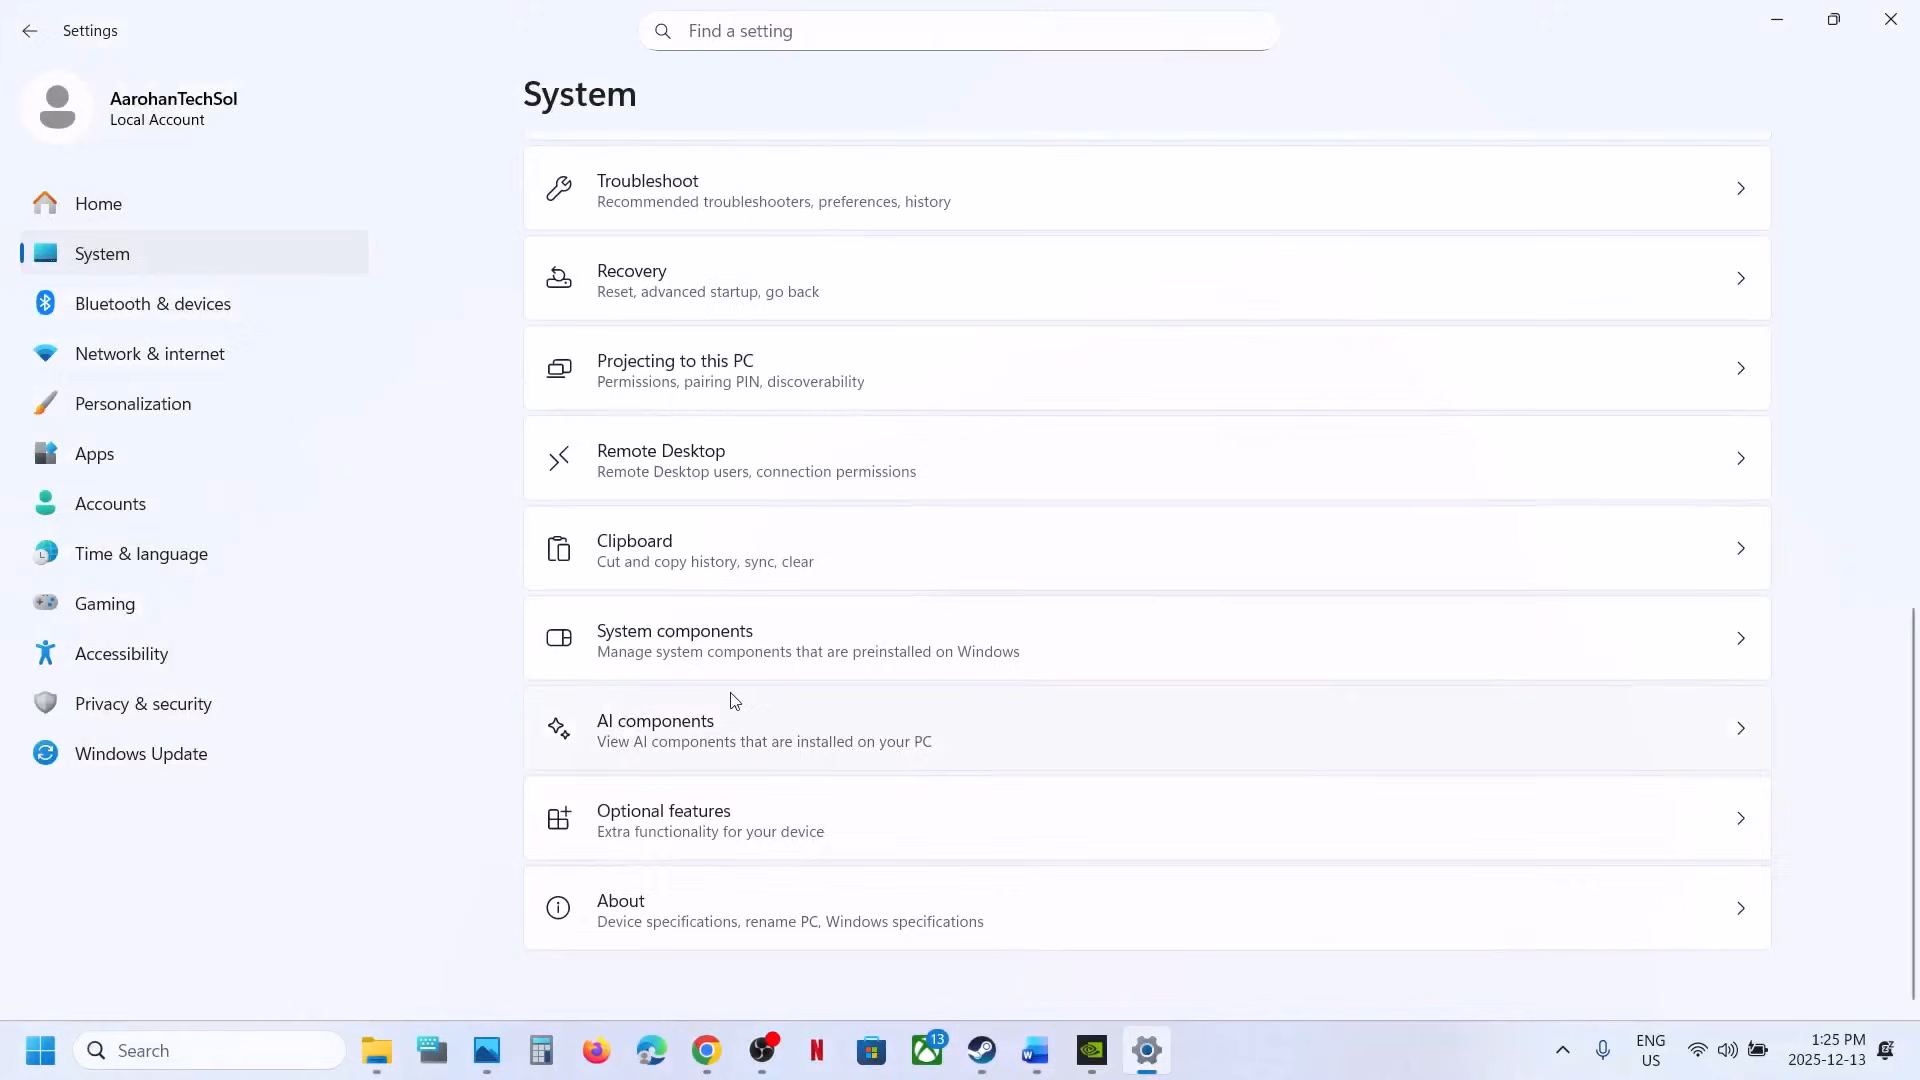 Settings
Find a setting
AarohanTechSol
Local Account
Home
System
Bluetooth & devices
Network & internet
Personalization
Apps
Accounts
Time & language
Gaming
Accessibility
Privacy & security
Windows Update
System
Troubleshoot
Recommended troubleshooters, preferences, history
Recovery
Reset, advanced startup, go back
Projecting to this PC
Permissions, pairing PIN, discoverability
Remote Desktop
Remote Desktop users, connection permissions
Clipboard
Cut and copy history, sync, clear
System components
Manage system components that are preinstalled on Windows
AI components
View AI components that are installed on your PC
Optional features
Extra functionality for your device
About
Device specifications, rename PC, Windows specifications
Search
13
ENG
US
1:25 PM
2025-12-13